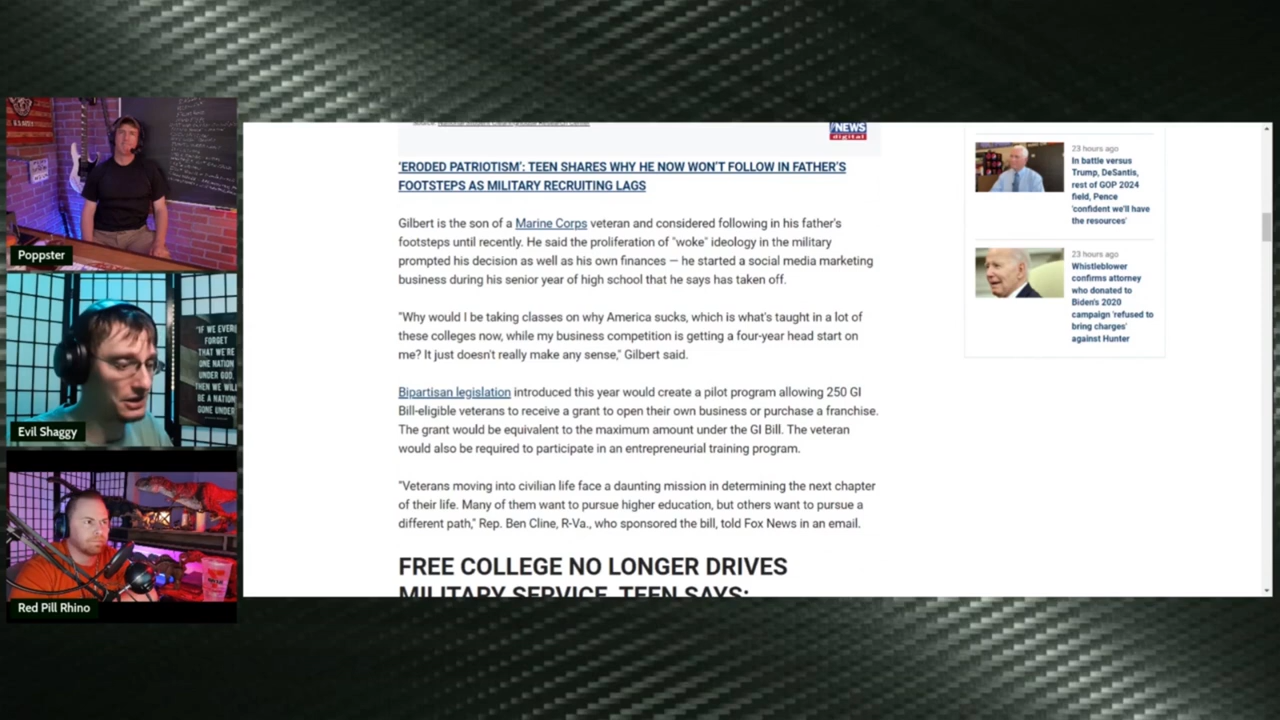 Poppster
"IF WE EVER
FORGET
THAT WE'RE
ONE NATION
UNDER GOD,
THEN WE WILL
BE A NATION
GONE UNDER
Evil Shaggy
Red Pill Rhino
NEWS
digital
'ERODED PATRIOTISM': TEEN SHARES WHY HE NOW WON'T FOLLOW IN FATHER'S
FOOTSTEPS AS MILITARY RECRUITING LAGS
Gilbert is the son of a Marine Corps veteran and considered following in his father's
footsteps until recently. He said the proliferation of "woke" ideology in the military
prompted his decision as well as his own finances — he started a social media marketing
business during his senior year of high school that he says has taken off.
"Why would I be taking classes on why America sucks, which is what's taught in a lot of
these colleges now, while my business competition is getting a four-year head start on
me? It just doesn't really make any sense," Gilbert said.
Bipartisan legislation introduced this year would create a pilot program allowing 250 GI
Bill-eligible veterans to receive a grant to open their own business or purchase a franchise.
The grant would be equivalent to the maximum amount under the GI Bill. The veteran
would also be required to participate in an entrepreneurial training program.
"Veterans moving into civilian life face a daunting mission in determining the next chapter
of their life. Many of them want to pursue higher education, but others want to pursue a
different path," Rep. Ben Cline, R-Va., who sponsored the bill, told Fox News in an email.
FREE COLLEGE NO LONGER DRIVES
MILITARY SERVICE, TEEN SAYS:
23 hours ago
In battle versus
Trump, DeSantis,
rest of GOP 2024
field, Pence
'confident we'll have
the resources'
23 hours ago
Whistleblower
confirms attorney
who donated to
Biden's 2020
campaign 'refused to
bring charges'
against Hunter